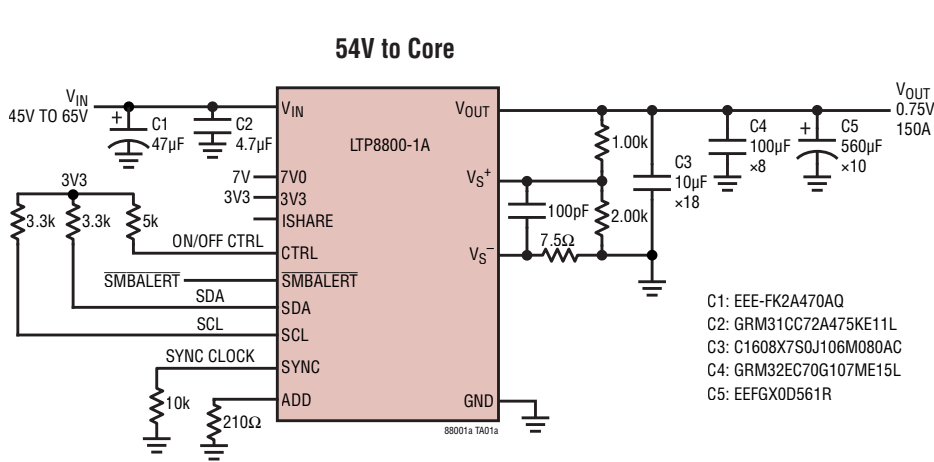 54V to Core
VIN
45V TO 65V
C1
47µF
C2
4.7µF
VIN
LTP8800-1A
VOUT
VOUT
0.75V
150A
1.00k
C3
10µF
×18
C4
100µF
×8
C5
560µF
×10
7V
7V0
3V3
3V3
ISHARE
VS+
100pF
2.00k
7.5Ω
VS–
3V3
3.3k
3.3k
5k
ON/OFF CTRL
CTRL
SMBALERT
SMBALERT
SDA
SDA
SCL
SCL
SYNC CLOCK
SYNC
10k
210Ω
ADD
GND
88001a TA01a
C1: EEE-FK2A470AQ
C2: GRM31CC72A475KE11L
C3: C1608X7S0J106M080AC
C4: GRM32EC70G107ME15L
C5: EEFGX0D561R
+
+